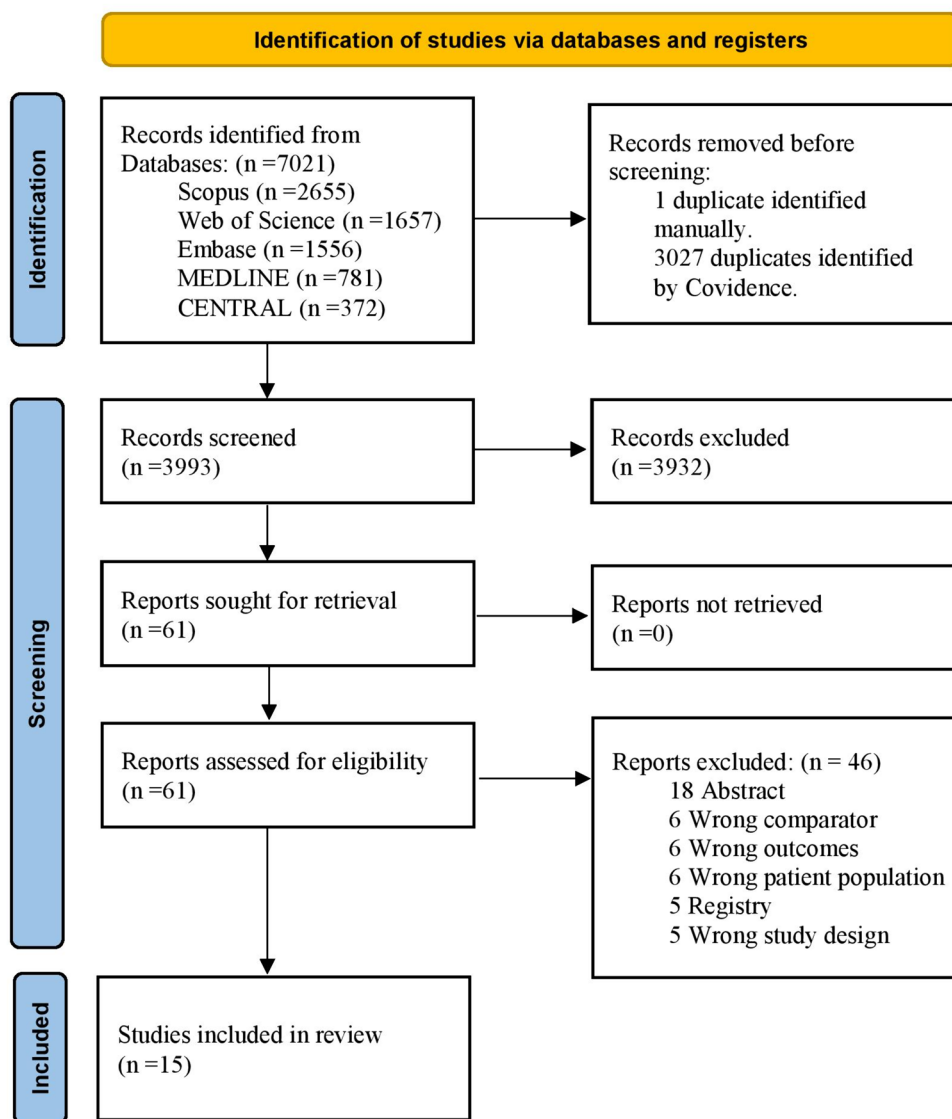 Identification of studies via databases and registers
Identification
Records identified from
Databases: (n =7021)
Scopus (n =2655)
Web of Science (n =1657)
Embase (n =1556)
MEDLINE (n =781)
CENTRAL (n =372)
Records removed before
screening:
1 duplicate identified
manually.
3027 duplicates identified
by Covidence.
Screening
Records screened
(n =3993)
Records excluded
(n =3932)
Reports sought for retrieval
(n =61)
Reports not retrieved
(n =0)
Reports assessed for eligibility
(n =61)
Reports excluded: (n = 46)
18 Abstract
6 Wrong comparator
6 Wrong outcomes
6 Wrong patient population
5 Registry
5 Wrong study design
Included
Studies included in review
(n =15)